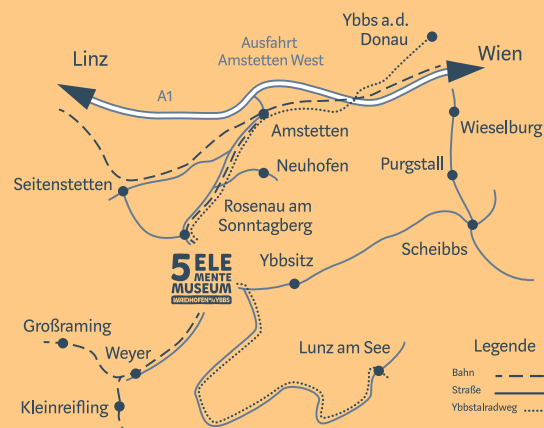 Ybbs a. d.
Donau
Linz
Ausfahrt
Amstetten West
Wien
A1
Amstetten
Wieselburg
Neuhofen
Purgstall
Seitenstetten
Rosenau am
Sonntagberg
Scheibbs
5 ELE
MENTE
MUSEUM
WAIDHOFEN a/d YBBS
Ybbsitz
Großraming
Weyer
Lunz am See
Kleinreifling
Legende
Bahn
Straße
Ybbstalradweg